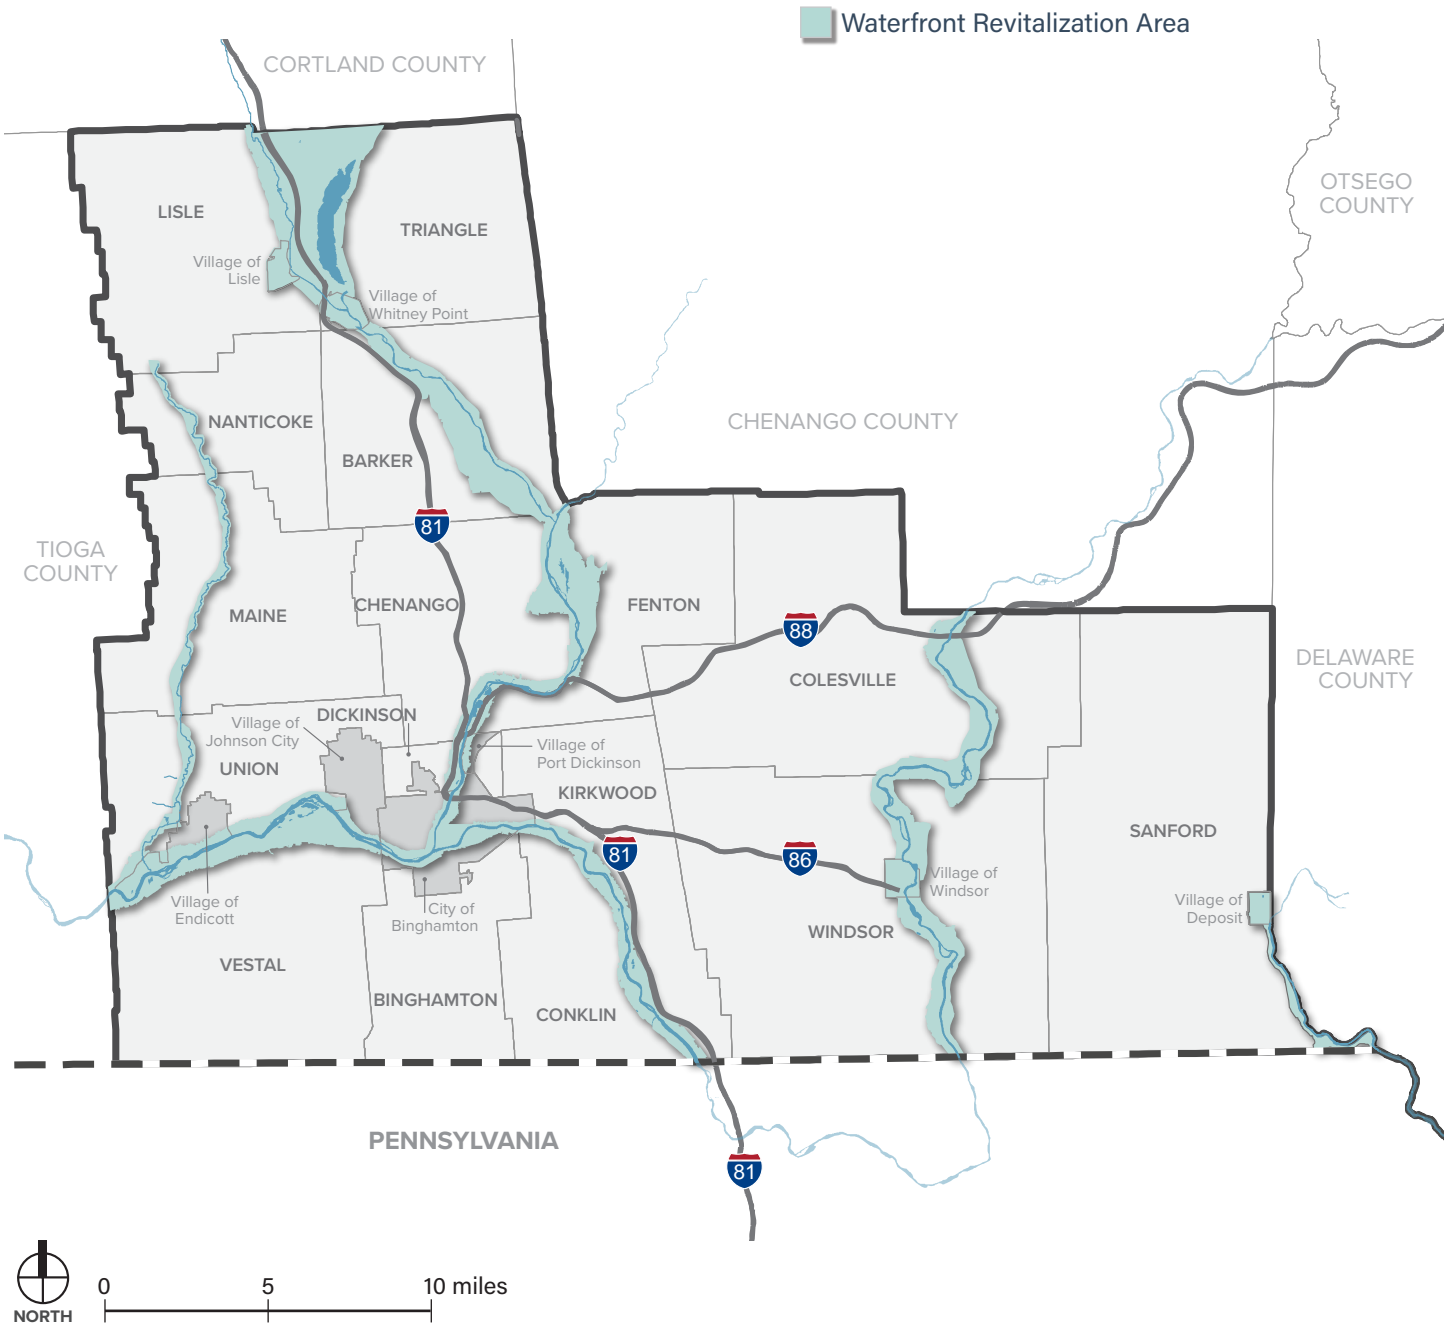 Waterfront Revitalization Area
CORTLAND COUNTY
OTSEGO
COUNTY
LISLE
TRIANGLE
Village of
Lisle
Village of
Whitney Point
NANTICOKE
CHENANGO COUNTY
BARKER
81
TIOGA
COUNTY
MAINE
CHENANGO
FENTON
88
COLESVILLE
DELAWARE
COUNTY
DICKINSON
Village of
Johnson City
UNION
Village of
Port Dickinson
KIRKWOOD
SANFORD
81
86
Village of
Windsor
Village of
Endicott
City of
Binghamton
Village of
Deposit
WINDSOR
VESTAL
BINGHAMTON
CONKLIN
PENNSYLVANIA
81
NORTH
0 5 10 miles